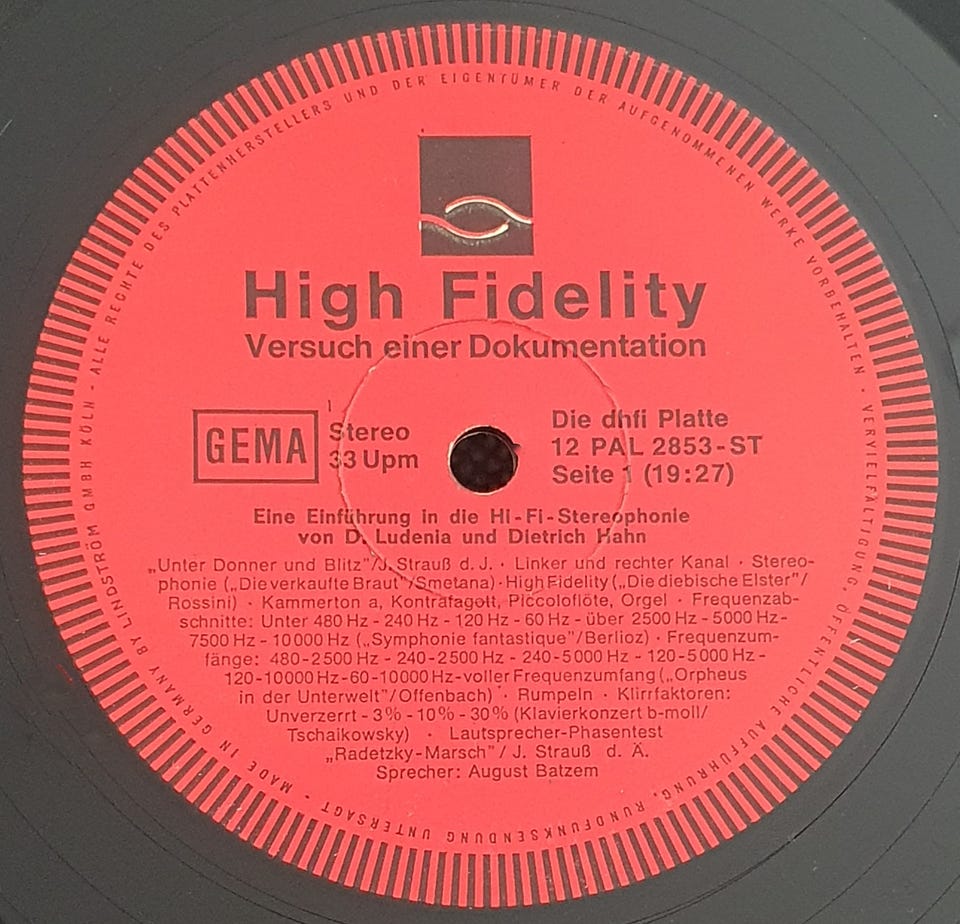 MADE IN GERMANY BY LINDSTRÖM GMBH KÖLN - ALLE RECHTE DES PLATTENHERSTELLERS UND DER EIGENTÜMER DER AUFGENOMMENEN WERKE VORBEHALTEN · VERVIELFÄLTIGUNG, ÖFFENTLICHE AUFFÜHRUNG, RUNDFUNKSENDUNG UNTERSAGT ·
High Fidelity
Versuch einer Dokumentation
GEMA
Stereo
33 Upm
Die dhfi Platte
12 PAL 2853-ST
Seite 1 (19:27)
Eine Einführung in die HI-Fi-Stereophonie
von D. Ludenia und Dietrich Hahn
„Unter Donner und Blitz"/J. Strauß d. J. · Linker und rechter Kanal · Stereo-
phonie („Die verkaufte Braut"/Smetana) · High Fidelity („Die diebische Elster"/
Rossini) · Kammerton a, Kontrafagott, Piccoloflöte, Orgel · Frequenzab-
schnitte: Unter 480 Hz - 240 Hz - 120 Hz - 60 Hz - über 2500 Hz - 5000 Hz -
7500 Hz - 10000 Hz („Symphonie fantastique"/Berlioz) · Frequenzum-
fänge: 480-2500 Hz - 240-2500 Hz - 240-5000 Hz - 120-5000 Hz -
120-10000 Hz-60-10000 Hz-voller Frequenzumfang („Orpheus
in der Unterwelt"/Offenbach) · Rumpeln · Klirrfaktoren:
Unverzerrt - 3% - 10% - 30% (Klavierkonzert b-moll/
Tschaikowsky) · Lautsprecher-Phasentest
„Radetzky-Marsch"/ J. Strauß d. Ä.
Sprecher: August Batzem